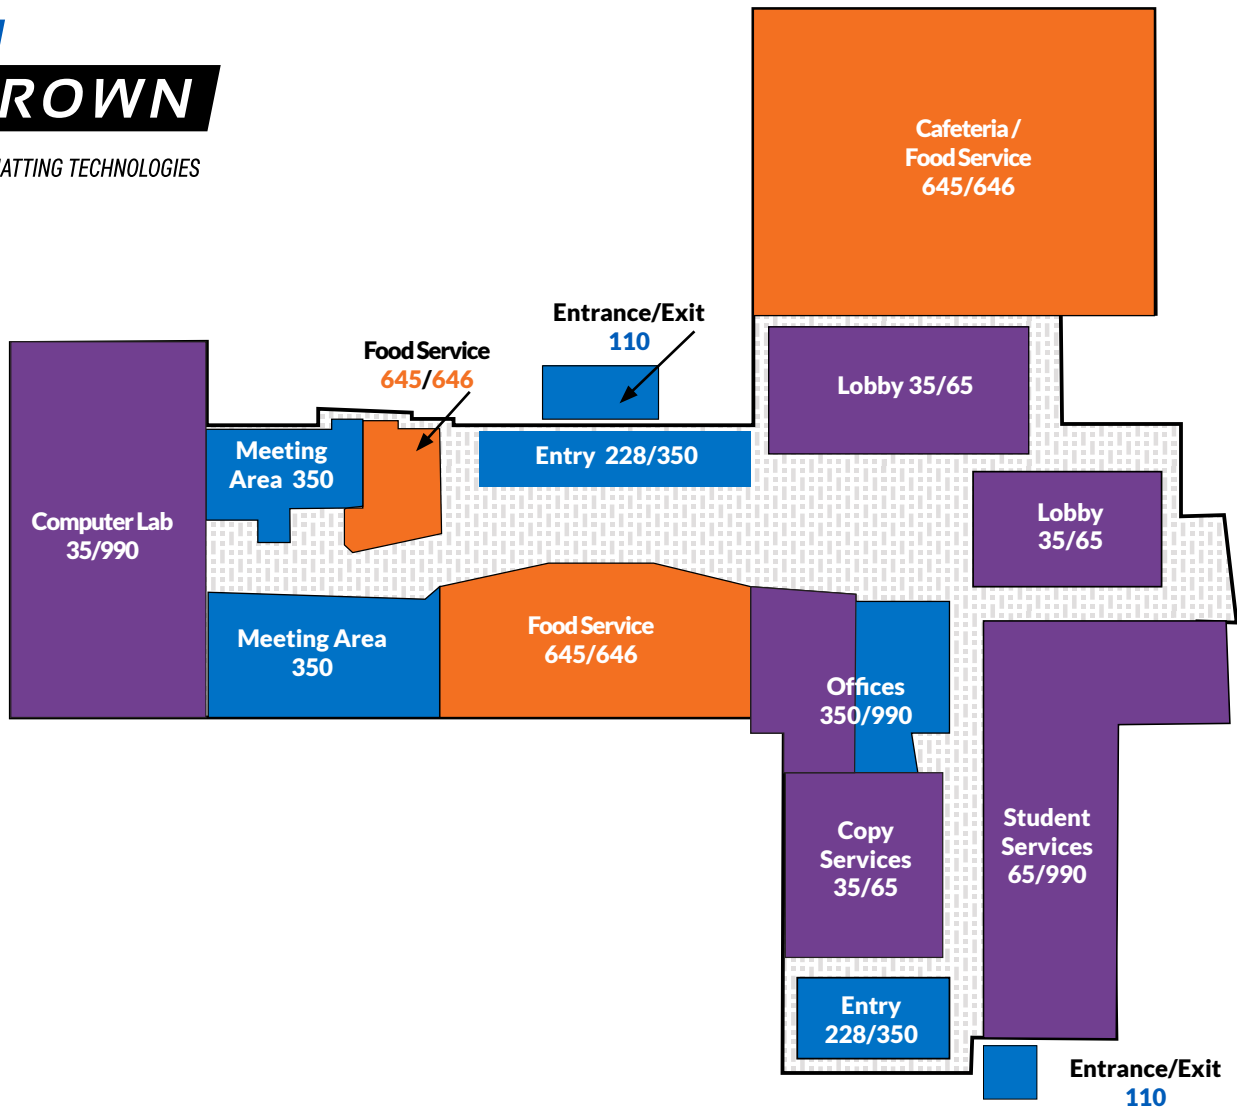 ROWN
ATTING TECHNOLOGIES
Cafeteria /
Food Service
645/646
Entrance/Exit
110
Food Service
645/646
Lobby 35/65
Meeting
Area 350
Entry 228/350
Computer Lab
35/990
Lobby
35/65
Meeting Area
350
Food Service
645/646
Offices
350/990
Copy
Services
35/65
Student
Services
65/990
Entry
228/350
Entrance/Exit
110